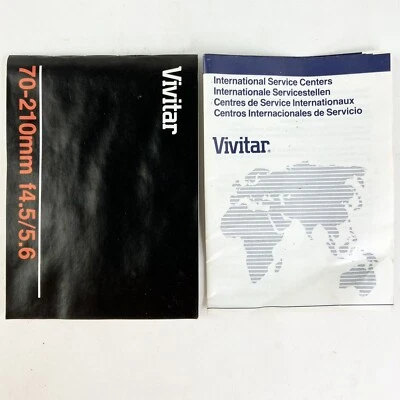 Vivitar
70-210mm f4.5/5.6
International Service Centers
Internationale Servicestellen
Centres de Service Internationaux
Centros Internacionales de Servicio
Vivitar